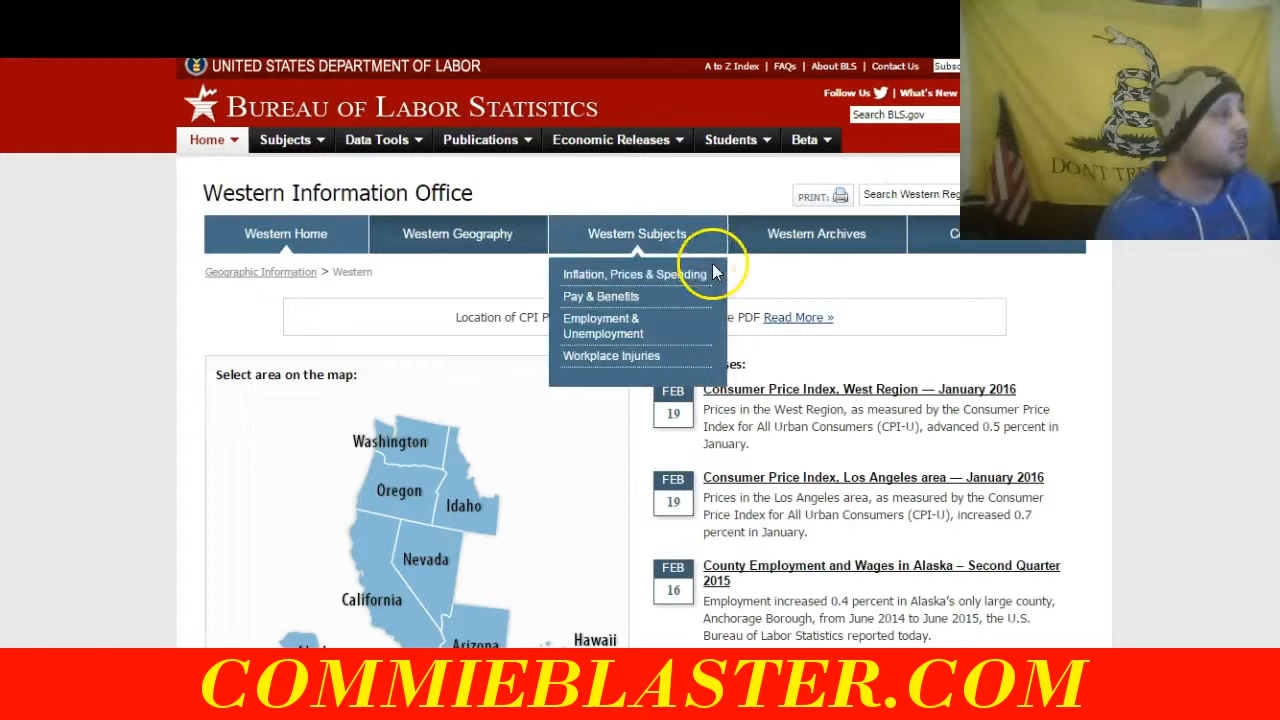 UNITED STATES DEPARTMENT OF LABOR
A to Z Index | FAQs | About BLS | Contact Us
Follow Us | What's New
BUREAU OF LABOR STATISTICS
Search BLS.gov
Home Subjects Data Tools Publications Economic Releases Students Beta
DONT
Western Information Office
PRINT:
Search Western
Western Home Western Geography Western Subjects Western Archives
Geographic Information > Western
Inflation, Prices & Spending
Pay & Benefits
Employment &
Unemployment
Workplace Injuries
Location of CPI
PDF Read More »
Select area on the map:
Washington
Oregon
Idaho
Nevada
California
Arizona
Hawaii
FEB
19
Consumer Price Index, West Region — January 2016
Prices in the West Region, as measured by the Consumer Price
Index for All Urban Consumers (CPI-U), advanced 0.5 percent in
January.
FEB
19
Consumer Price Index, Los Angeles area — January 2016
Prices in the Los Angeles area, as measured by the Consumer
Price Index for All Urban Consumers (CPI-U), increased 0.7
percent in January.
FEB
16
County Employment and Wages in Alaska – Second Quarter
2015
Employment increased 0.4 percent in Alaska's only large county,
Anchorage Borough, from June 2014 to June 2015, the U.S.
Bureau of Labor Statistics reported today.
COMMIEBLASTER.COM